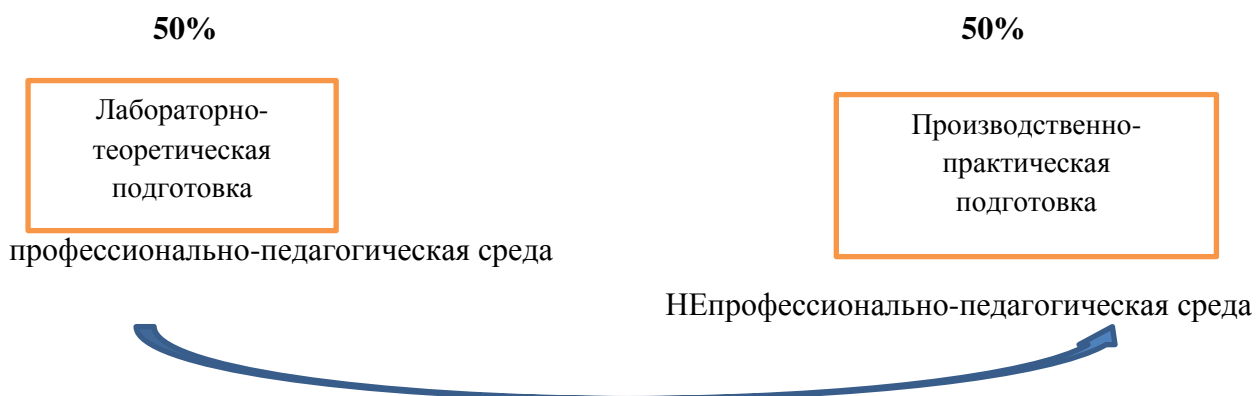 50%
50%
Лабораторно-
теоретическая
подготовка
Производственно-
практическая
подготовка
профессионально-педагогическая среда
НЕпрофессионально-педагогическая среда